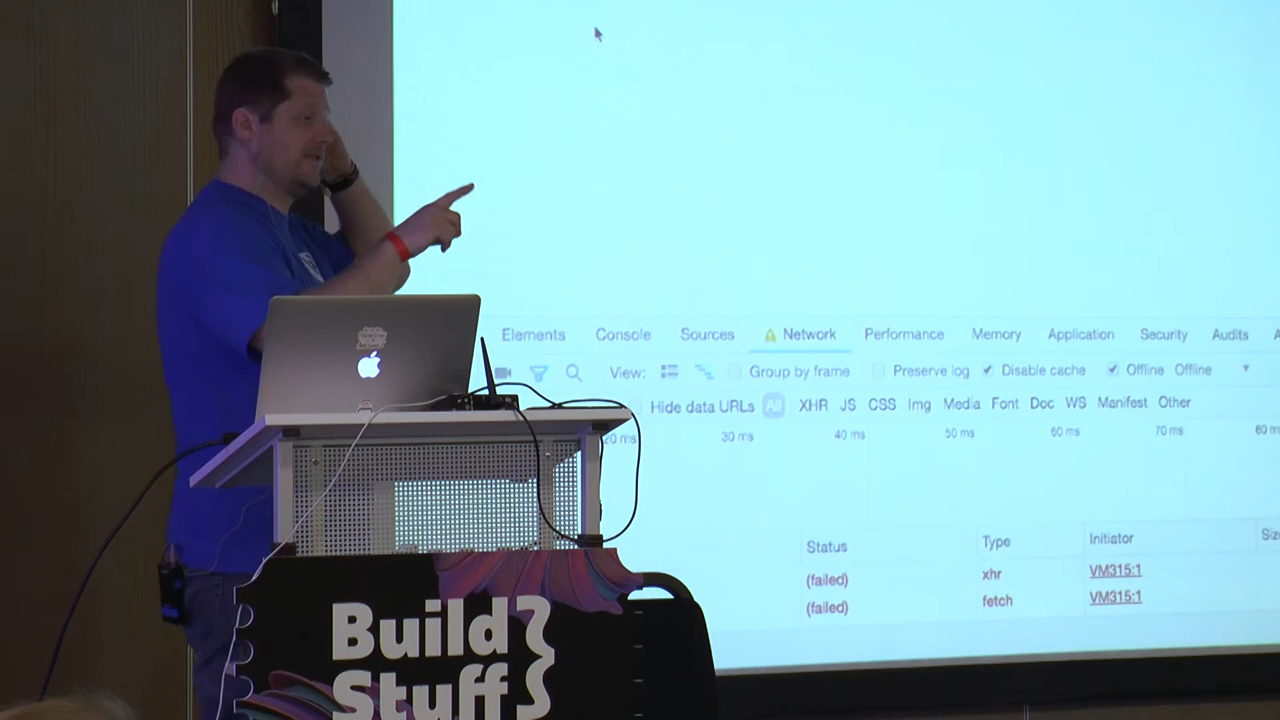 Elements Console Sources Network Performance Memory Application Security Audits
View: Group by frame Preserve log Disable cache Offline Offline
Hide data URLs All XHR JS CSS Img Media Font Doc WS Manifest Other
20 ms 30 ms 40 ms 50 ms 60 ms 70 ms
Status Type Initiator
(failed) xhr VM315:1
(failed) fetch VM315:1
Build
Stuff